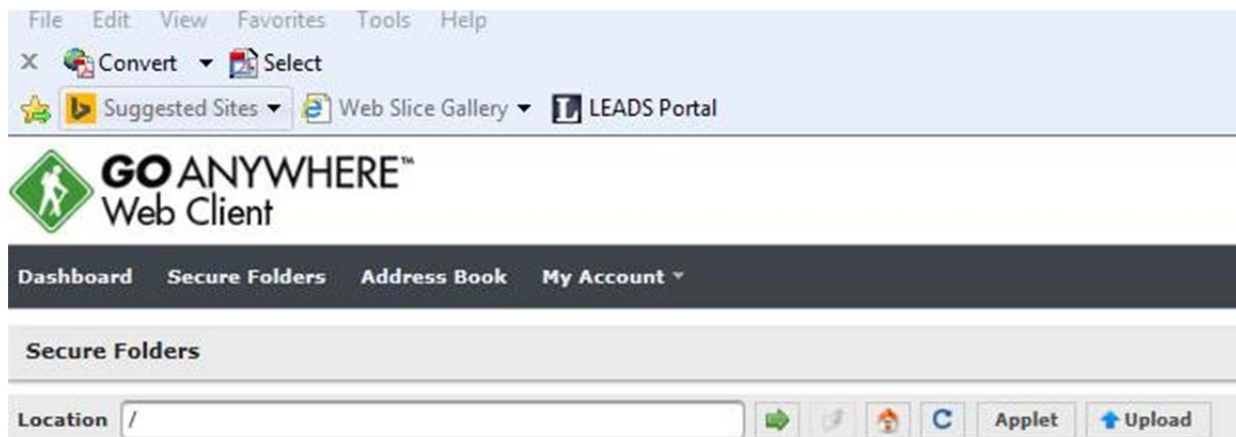 File Edit View Favorites Tools Help
x Convert Select
Suggested Sites Web Slice Gallery LEADS Portal
GO ANYWHERE™
Web Client
Dashboard Secure Folders Address Book My Account
Secure Folders
Location / C Applet Upload